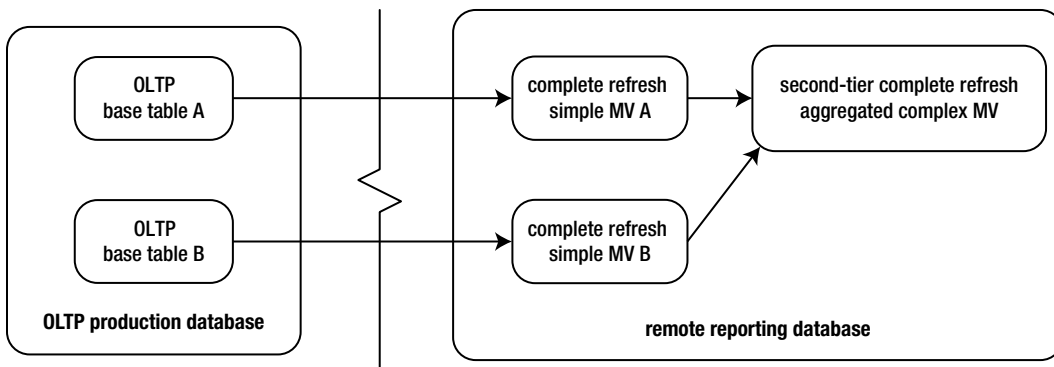 OLTP
base table A
complete refresh
simple MV A
second-tier complete refresh
aggregated complex MV
OLTP
base table B
complete refresh
simple MV B
OLTP production database
remote reporting database